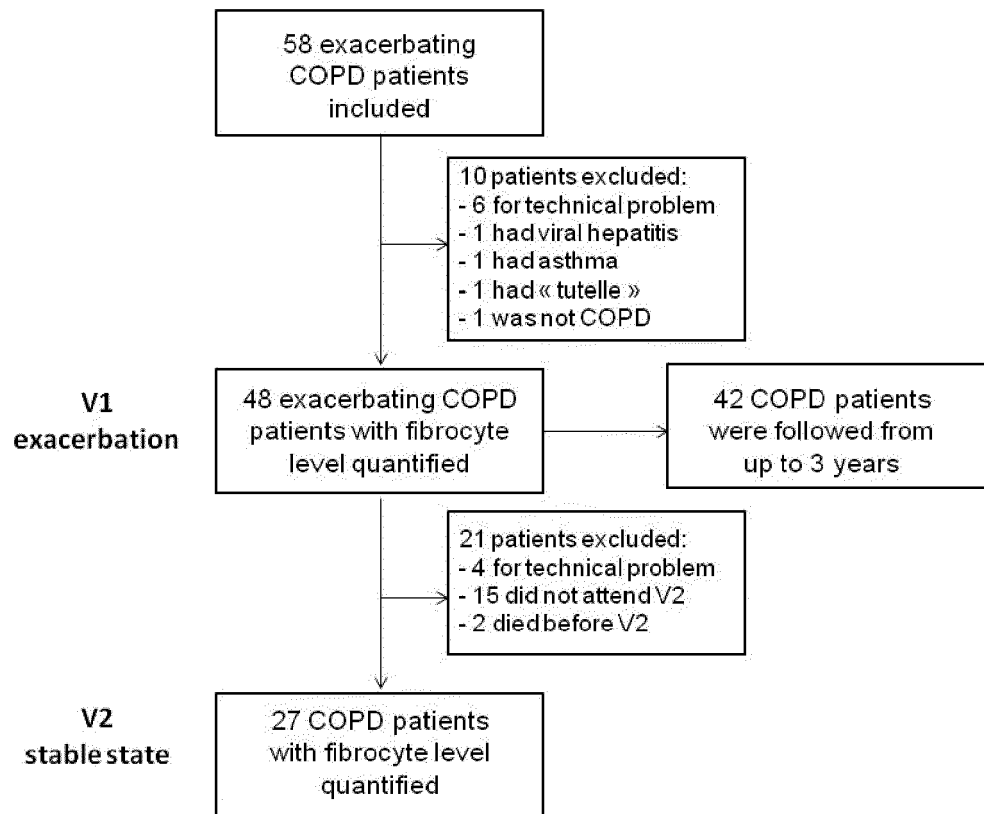 58 exacerbating
COPD patients
included
10 patients excluded:
- 6 for technical problem
- 1 had viral hepatitis
- 1 had asthma
- 1 had « tutelle »
- 1 was not COPD
V1
exacerbation
48 exacerbating COPD
patients with fibrocyte
level quantified
42 COPD patients
were followed from
up to 3 years
21 patients excluded:
- 4 for technical problem
- 15 did not attend V2
- 2 died before V2
V2
stable state
27 COPD patients
with fibrocyte level
quantified